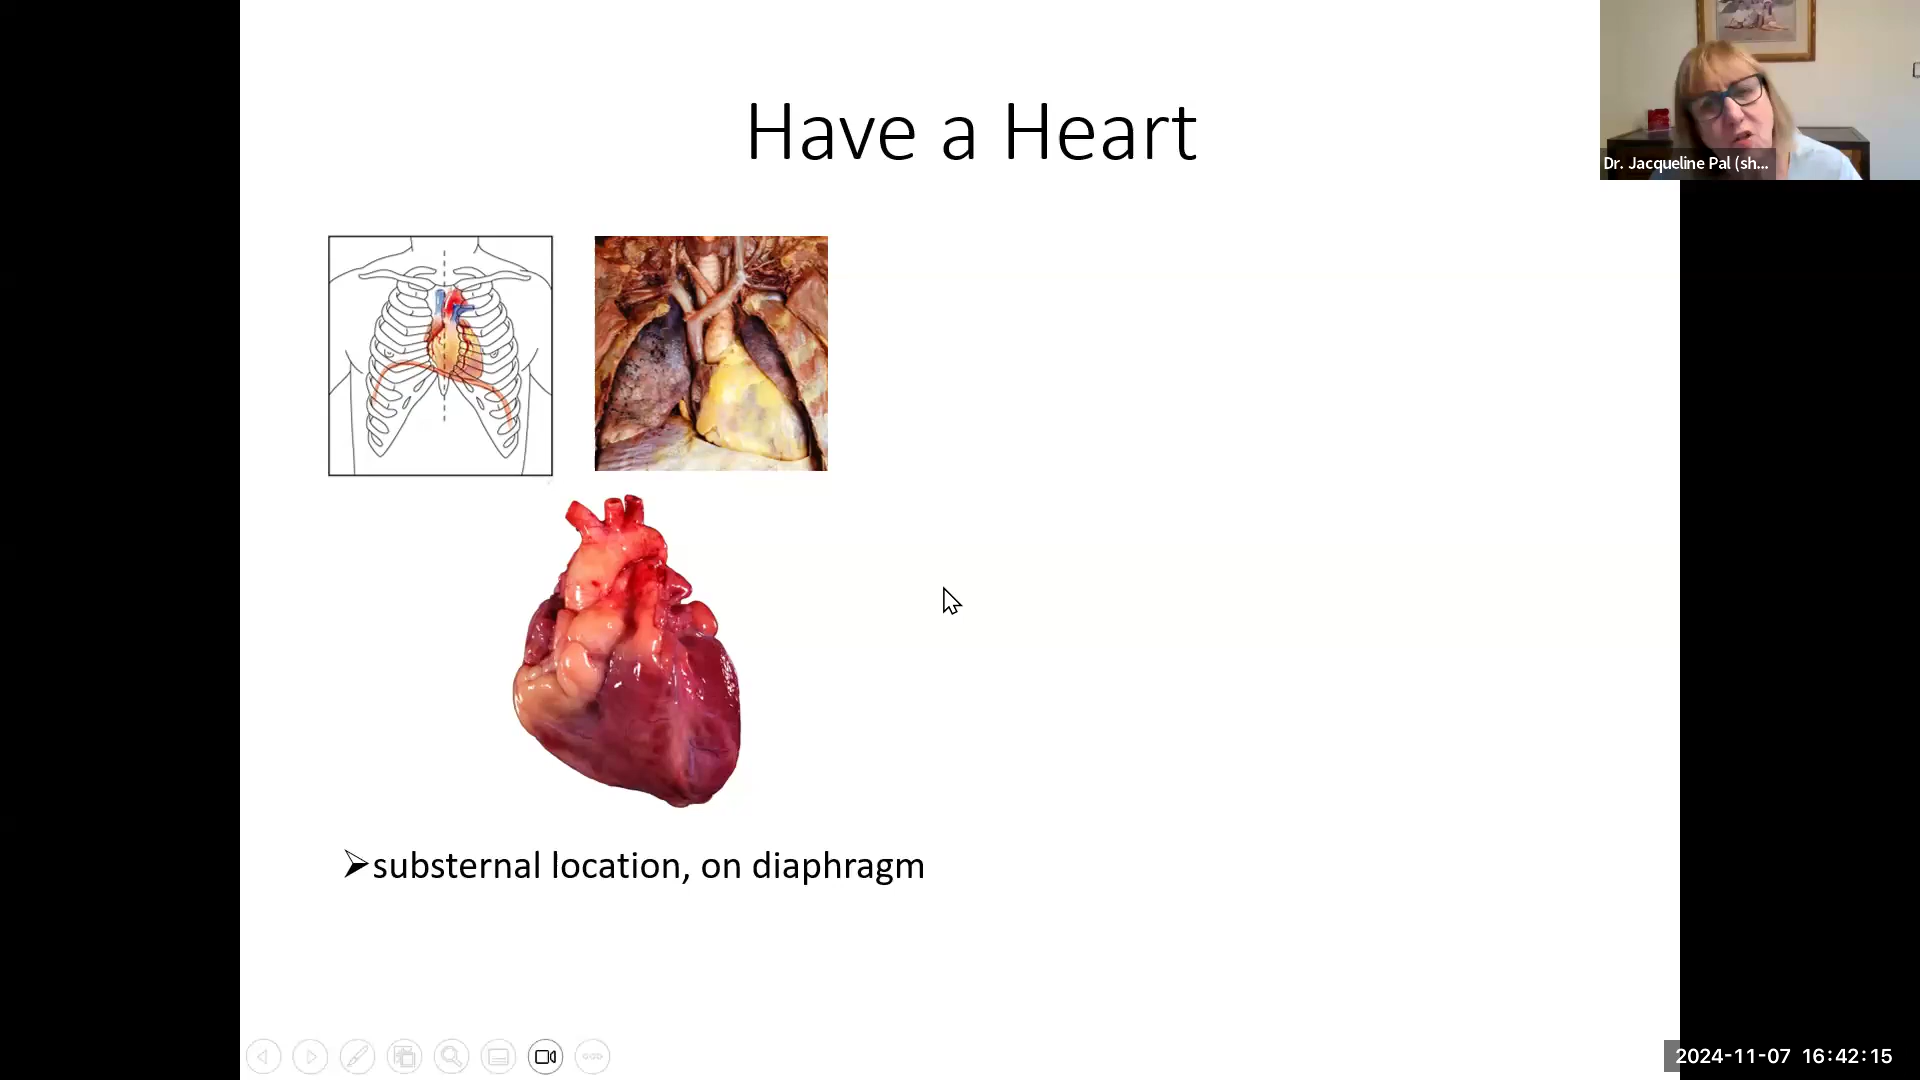 Have a Heart
Dr. Jacqueline Pal (sh...
➢substernal location, on diaphragm
2024-11-07 16:42:15